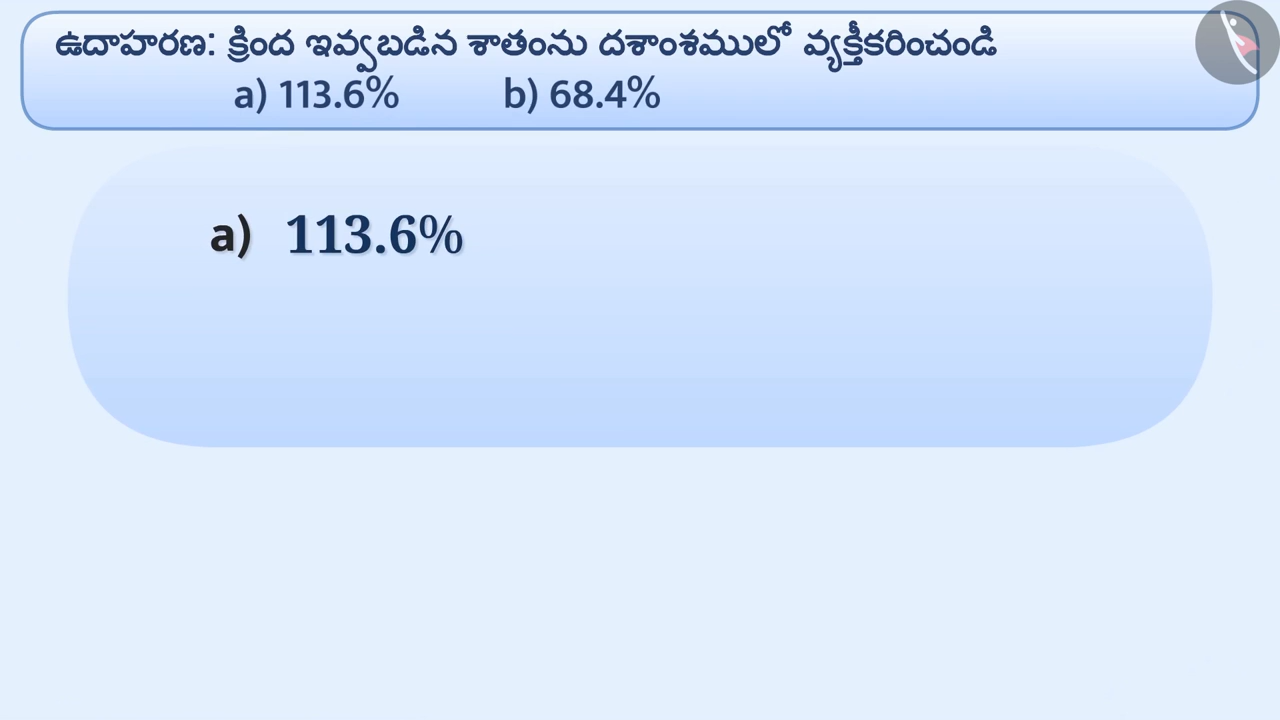 ఉదాహరణ: క్రింద ఇవ్వబడిన శాతంను దశాంశములో వ్యక్తీకరించండి
a) 113.6% b) 68.4%
a) 113.6%